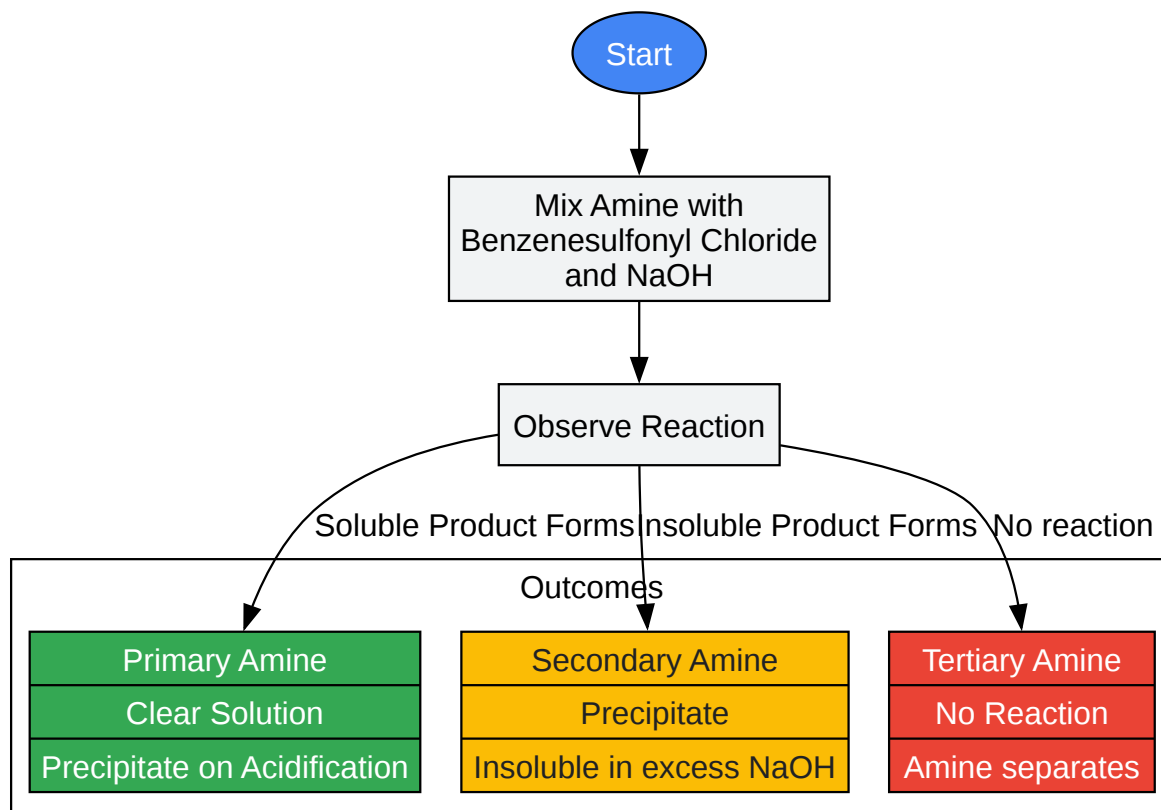 Start
Mix Amine with
Benzenesulfonyl Chloride
and NaOH
Observe Reaction
Soluble Product Forms
Insoluble Product Forms
No reaction
Outcomes
Primary Amine
Clear Solution
Precipitate on Acidification
Secondary Amine
Precipitate
Insoluble in excess NaOH
Tertiary Amine
No Reaction
Amine separates